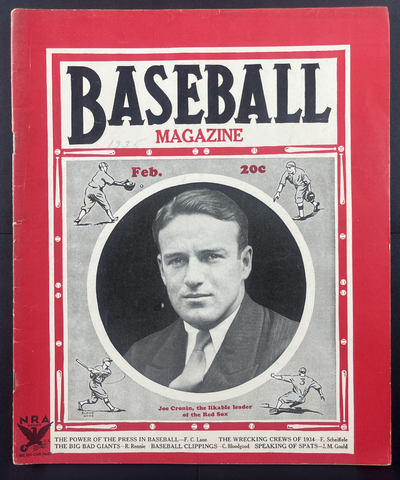 BASEBALL
MAGAZINE
Feb. 20c
Joe Cronin, the likable leader
of the Red Sox
NRA
THE POWER OF THE PRESS IN BASEBALL—F. C. Lane THE WRECKING CREWS OF 1934—F. Scheiffele
THE BIG BAD GIANTS—R. Rennie BASEBALL CLIPPINGS—C. Bloodgood SPEAKING OF SPATS—J. M. Gould